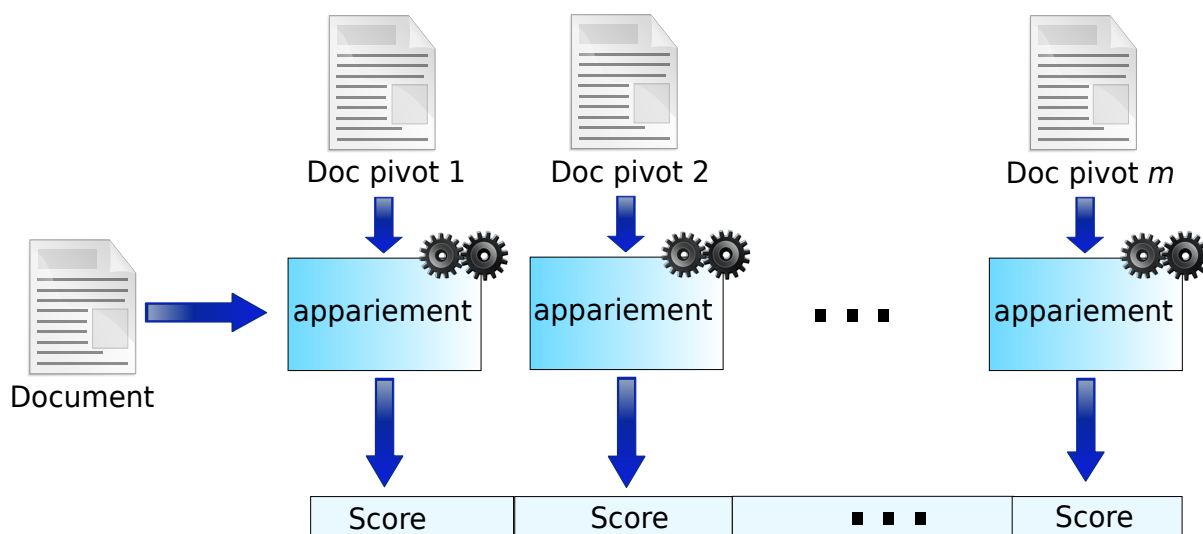 Doc pivot 1
Doc pivot 2
Doc pivot m
Document
appariement
appariement
...
appariement
Score
Score
...
Score